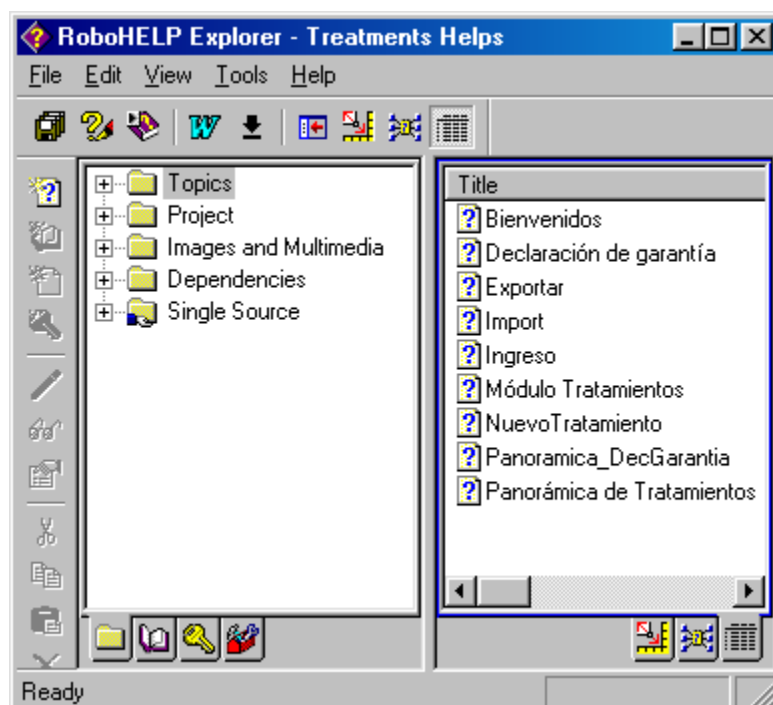 RoboHELP Explorer - Treatments Helps
File Edit View Tools Help
Topics
Project
Images and Multimedia
Dependencies
Single Source
Title
Bienvenidos
Declaración de garantía
Exportar
Import
Ingreso
Módulo Tratamientos
NuevoTratamiento
Panoramica_DecGarantia
Panorámica de Tratamientos
Ready